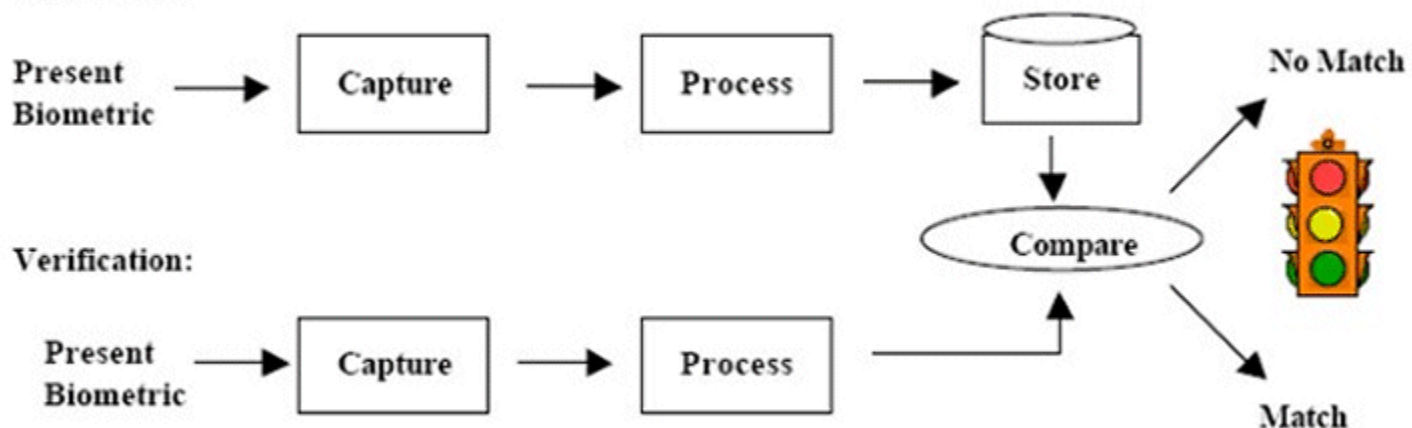 Present
Biometric
Capture
Process
Store
No Match
Compare
Verification:
Present
Biometric
Capture
Process
Match